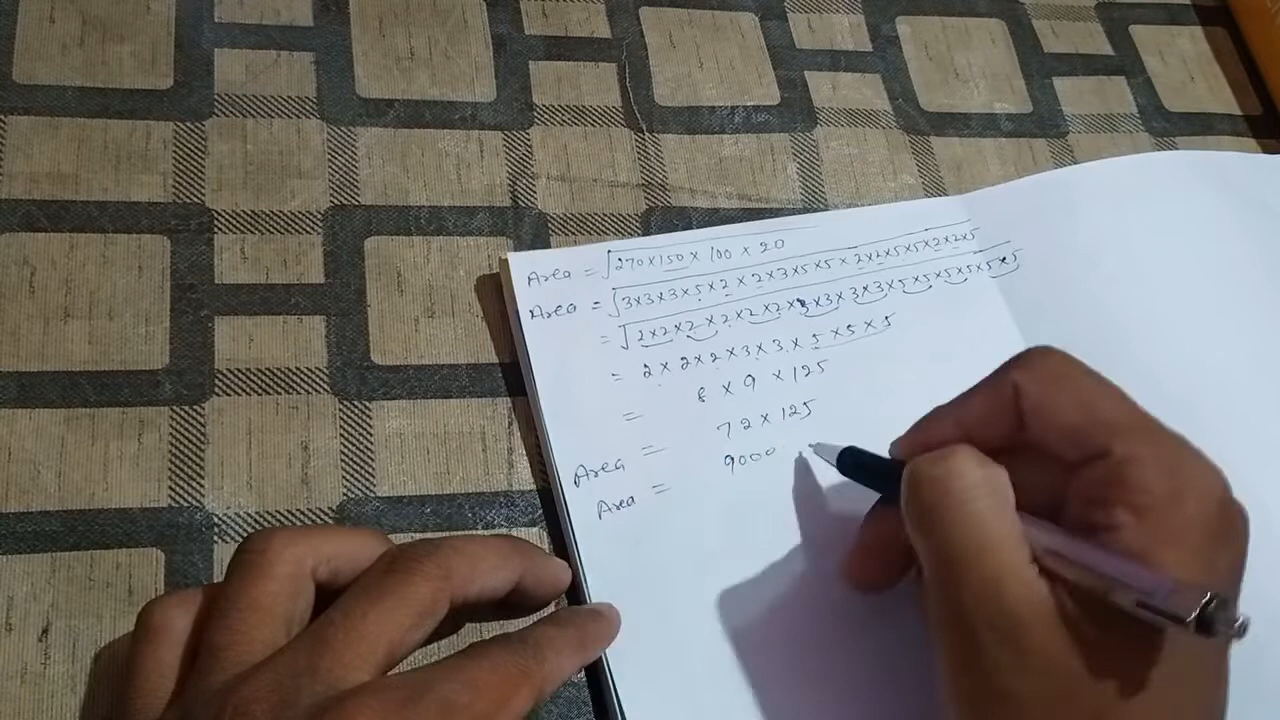 Area = √270×150×100×20
Area = √3×3×3×5×2×2×3×5×5×2×2×5×5×2×2×5
= √2×2×2×2×2×2×3×3×3×3×5×5×5×5×5×5
= 2×2×2×3×3×5×5×5
= 8×9×125
Area = 72×125
Area = 9000